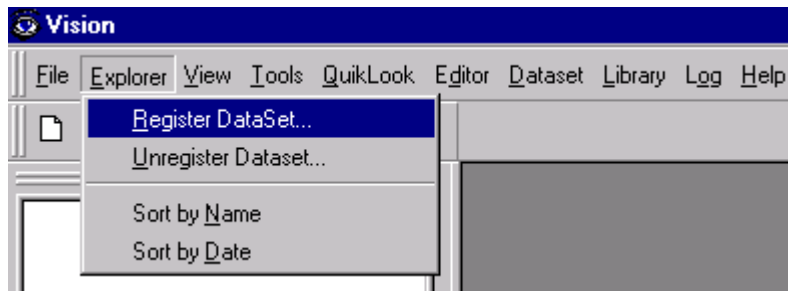 Vision
File Explorer View Tools QuikLook Editor Dataset Library Log Help
Register DataSet...
Unregister Dataset...
Sort by Name
Sort by Date